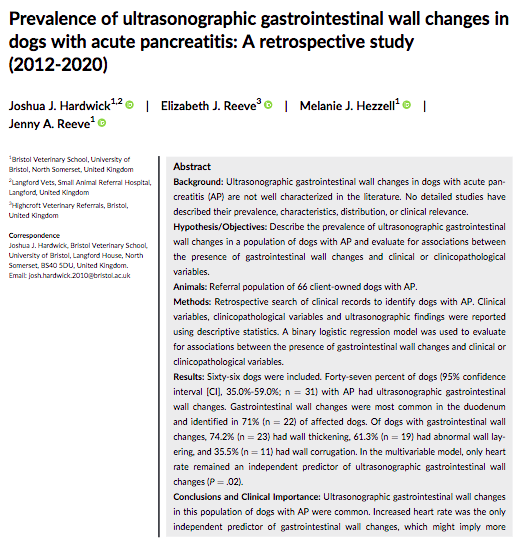 Prevalence of ultrasonographic gastrointestinal wall changes in
dogs with acute pancreatitis: A retrospective study
(2012-2020)
Joshua J. Hardwick1,2 | Elizabeth J. Reeve3 | Melanie J. Hezzell1 |
Jenny A. Reeve1
1Bristol Veterinary School, University of
Bristol, North Somerset, United Kingdom
2Langford Vets, Small Animal Referral Hospital,
Langford, United Kingdom
3Highcroft Veterinary Referrals, Bristol,
United Kingdom
Correspondence
Joshua J. Hardwick, Bristol Veterinary School,
University of Bristol, Langford House, North
Somerset, BS40 5DU, United Kingdom.
Email: josh.hardwick.2010@bristol.ac.uk
Abstract
Background: Ultrasonographic gastrointestinal wall changes in dogs with acute pan-
creatitis (AP) are not well characterized in the literature. No detailed studies have
described their prevalence, characteristics, distribution, or clinical relevance.
Hypothesis/Objectives: Describe the prevalence of ultrasonographic gastrointestinal
wall changes in a population of dogs with AP and evaluate for associations between
the presence of gastrointestinal wall changes and clinical or clinicopathological
variables.
Animals: Referral population of 66 client-owned dogs with AP.
Methods: Retrospective search of clinical records to identify dogs with AP. Clinical
variables, clinicopathological variables and ultrasonographic findings were reported
using descriptive statistics. A binary logistic regression model was used to evaluate
for associations between the presence of gastrointestinal wall changes and clinical or
clinicopathological variables.
Results: Sixty-six dogs were included. Forty-seven percent of dogs (95% confidence
interval [CI], 35.0%-59.0%; n = 31) with AP had ultrasonographic gastrointestinal
wall changes. Gastrointestinal wall changes were most common in the duodenum
and identified in 71% (n = 22) of affected dogs. Of dogs with gastrointestinal wall
changes, 74.2% (n = 23) had wall thickening, 61.3% (n = 19) had abnormal wall lay-
ering, and 35.5% (n = 11) had wall corrugation. In the multivariable model, only heart
rate remained an independent predictor of ultrasonographic gastrointestinal wall
changes (P = .02).
Conclusions and Clinical Importance: Ultrasonographic gastrointestinal wall changes
in this population of dogs with AP were common. Increased heart rate was the only
independent predictor of gastrointestinal wall changes, which might imply more